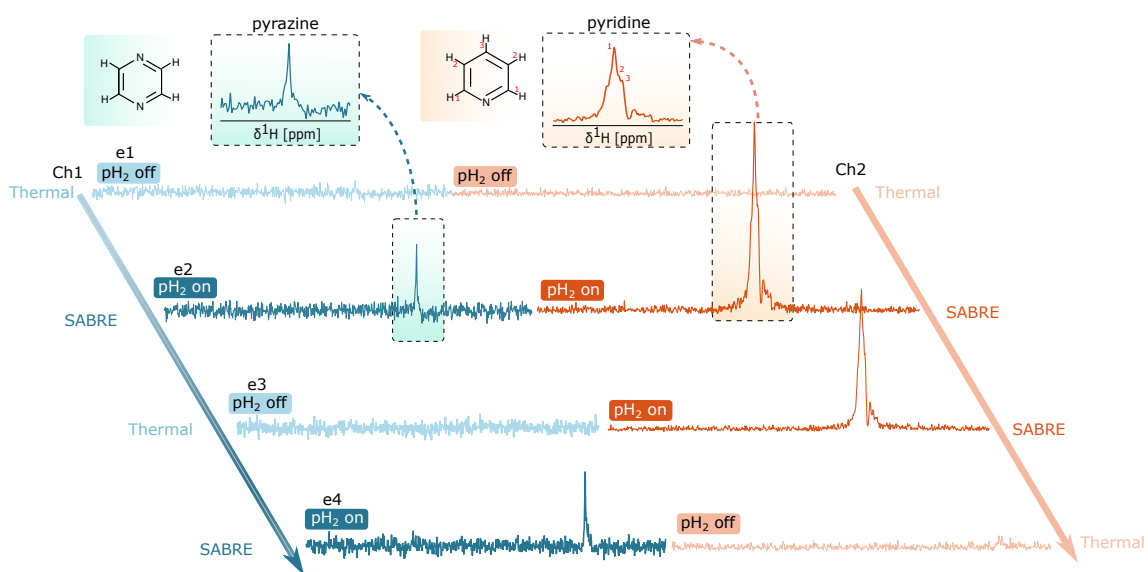 pyrazine
pyridine
N
H
H
H
H
N
δ¹H [ppm]
H
3
H
2
2
H
H
1
N
1
H
1
2
3
δ¹H [ppm]
e1
Ch1
pH₂ off
pH₂ off
Ch2
Thermal
Thermal
e2
pH₂ on
pH₂ on
SABRE
SABRE
e3
pH₂ off
pH₂ on
Thermal
SABRE
e4
pH₂ on
pH₂ off
SABRE
Thermal